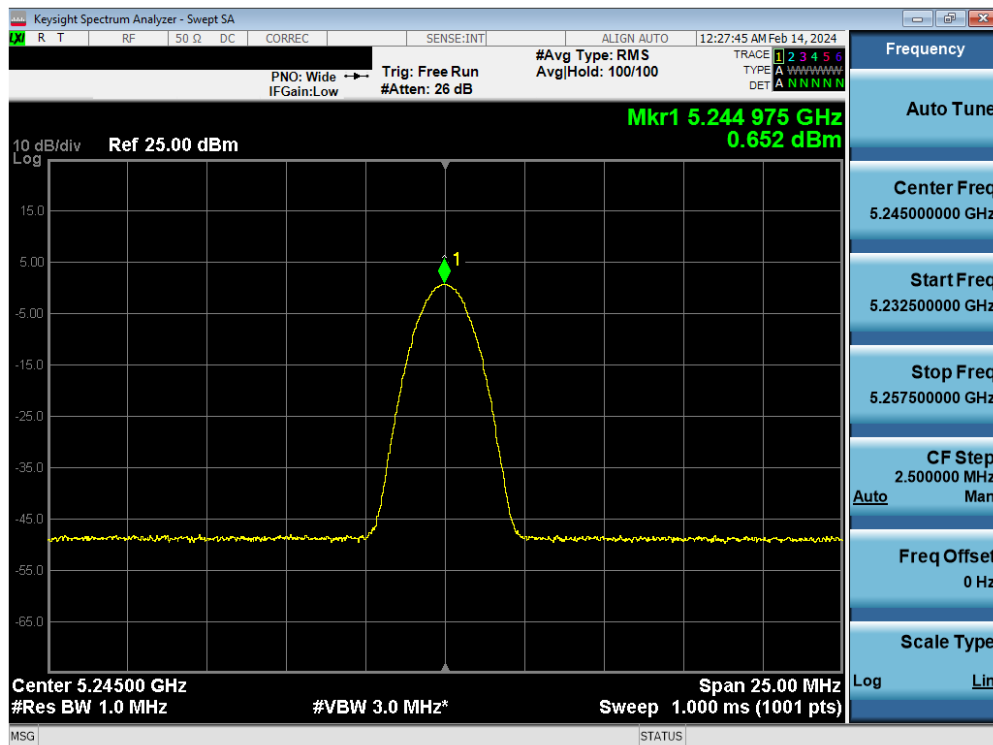 Keysight Spectrum Analyzer - Swept SA
LXI R T RF 50 Ω DC CORREC SENSE:INT ALIGN AUTO 12:27:45 AM Feb 14, 2024
#Avg Type: RMS TRACE 1 2 3 4 5 6
PNO: Wide Trig: Free Run Avg|Hold: 100/100 TYPE A WWWWW
IFGain:Low #Atten: 26 dB DET A N N N N N
Mkr1 5.244 975 GHz
0.652 dBm
10 dB/div Ref 25.00 dBm
Log
15.0
5.00
1
-5.00
-15.0
-25.0
-35.0
-45.0
-55.0
-65.0
Center 5.24500 GHz Span 25.00 MHz
#Res BW 1.0 MHz #VBW 3.0 MHz* Sweep 1.000 ms (1001 pts)
MSG STATUS
Frequency
Auto Tune
Center Freq
5.245000000 GHz
Start Freq
5.232500000 GHz
Stop Freq
5.257500000 GHz
CF Step
2.500000 MHz
Auto Man
Freq Offset
0 Hz
Scale Type
Log Lin